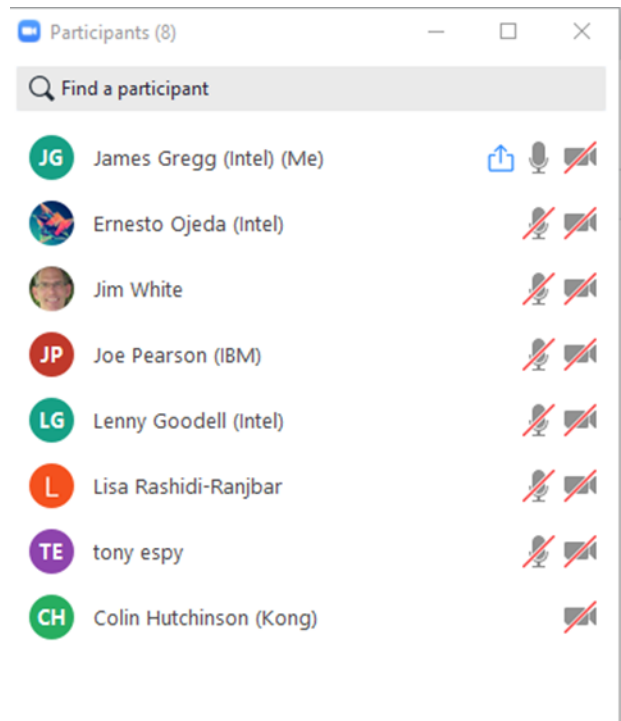 Participants (8)
Find a participant
JG James Gregg (Intel) (Me)
Ernesto Ojeda (Intel)
Jim White
JP Joe Pearson (IBM)
LG Lenny Goodell (Intel)
L Lisa Rashidi-Ranjbar
TE tony espy
CH Colin Hutchinson (Kong)